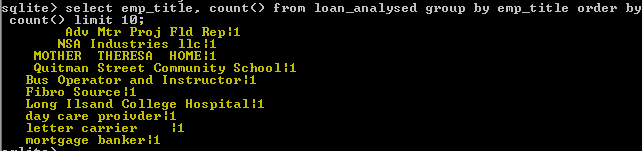 sqlite> select emp_title, count() from loan_analysed group by emp_title order by
count() limit 10;
Adv Mtr Proj Fld Rep|1
NSA Industries llc|1
MOTHER  THERESA  HOME|1
Quitman Street Community School|1
Bus Operator and Instructor|1
Fibro Source|1
Long Ilsand College Hospital|1
day care proivder|1
letter carrier    |1
mortgage banker|1
sqlite>